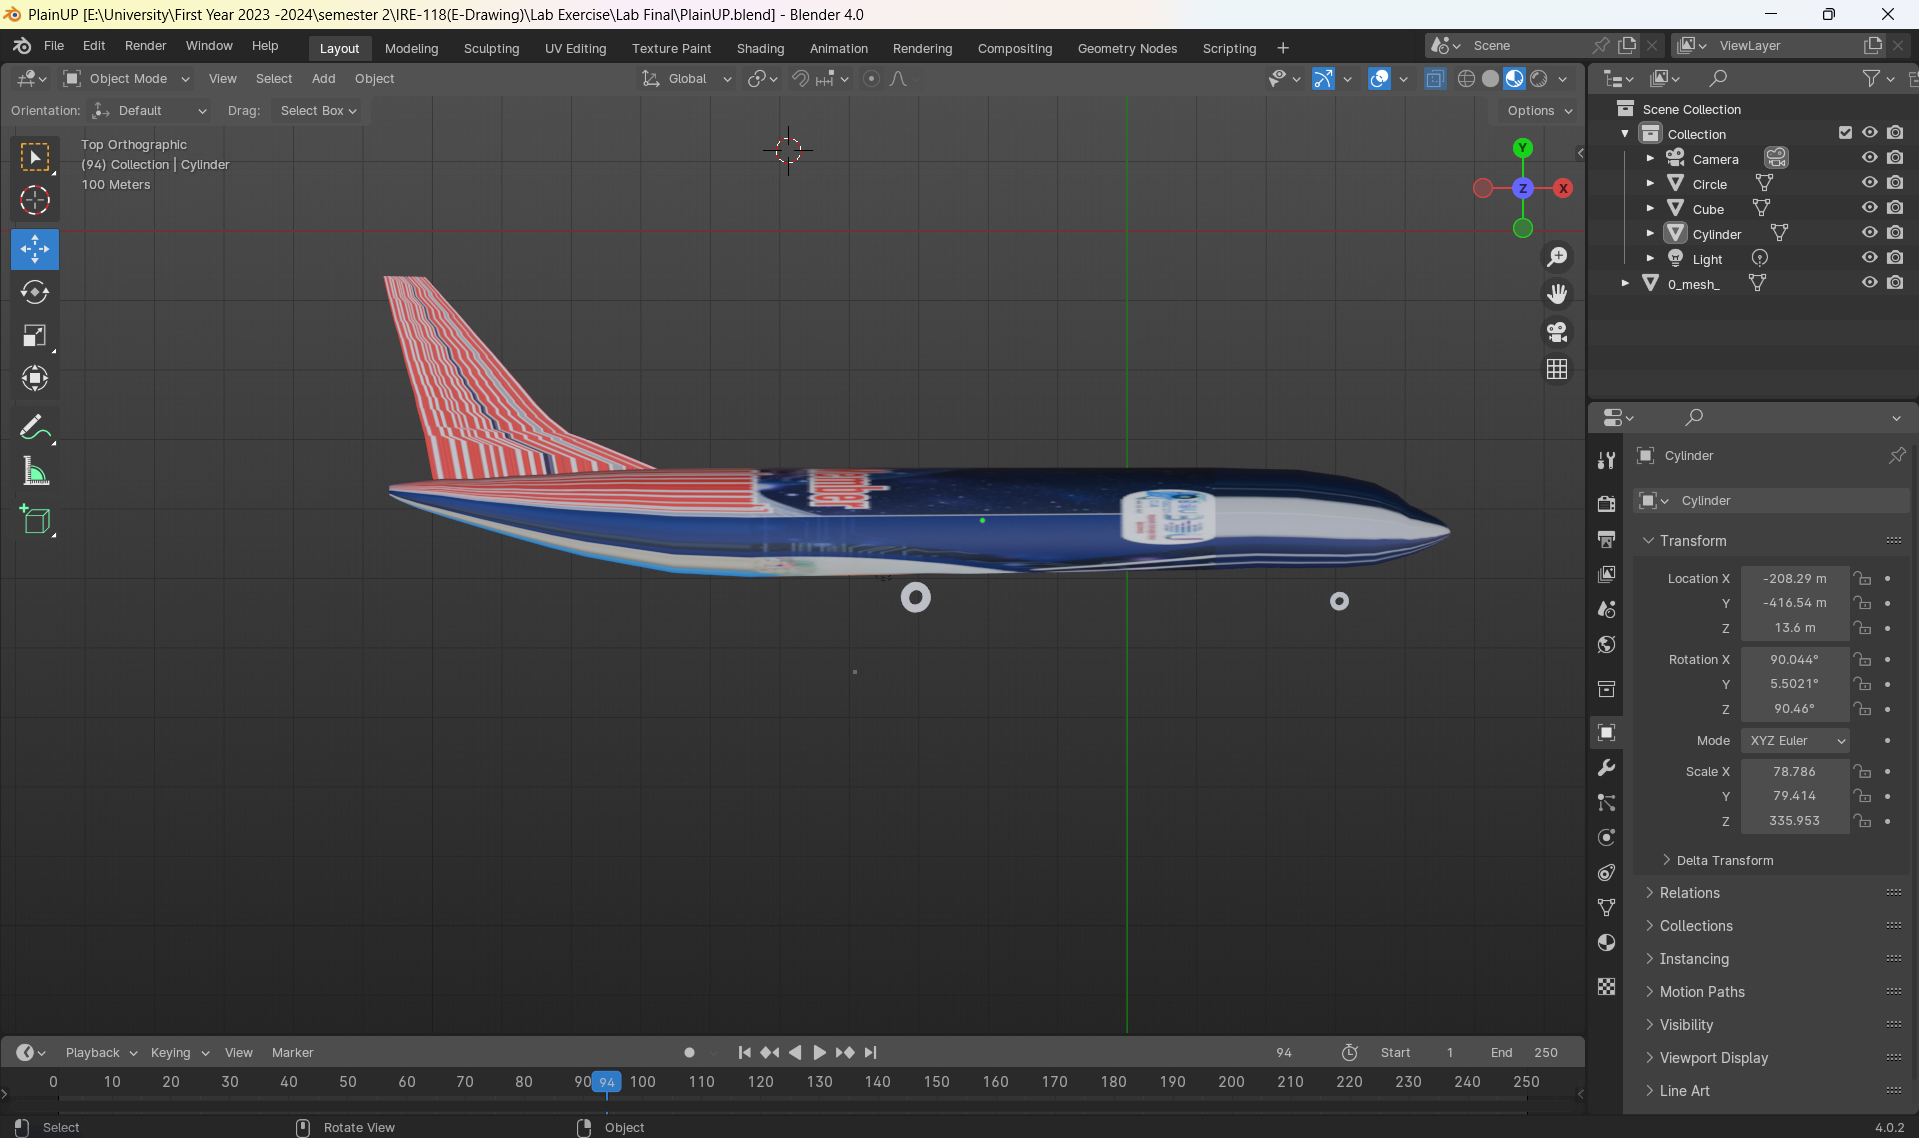 PlainUP [E:\University\First Year 2023 -2024\semester 2\IRE-118(E-Drawing)\Lab Exercise\Lab Final\PlainUP.blend] - Blender 4.0
File Edit Render Window Help Layout Modeling Sculpting UV Editing Texture Paint Shading Animation Rendering Compositing Geometry Nodes Scripting + Scene ViewLayer
Object Mode View Select Add Object Global
Orientation: Default Drag: Select Box Options
Top Orthographic
(94) Collection | Cylinder
100 Meters
Y
Z X
Scene Collection
Collection
Camera
Circle
Cube
Cylinder
Light
0_mesh_
Cylinder
Cylinder
Transform
Location X -208.29 m
Y -416.54 m
Z 13.6 m
Rotation X 90.044°
Y 5.5021°
Z 90.46°
Mode XYZ Euler
Scale X 78.786
Y 79.414
Z 335.953
Delta Transform
Relations
Collections
Instancing
Motion Paths
Visibility
Viewport Display
Line Art
Playback Keying View Marker 94 Start 1 End 250
0 10 20 30 40 50 60 70 80 90 94 100 110 120 130 140 150 160 170 180 190 200 210 220 230 240 250
Select Rotate View Object 4.0.2